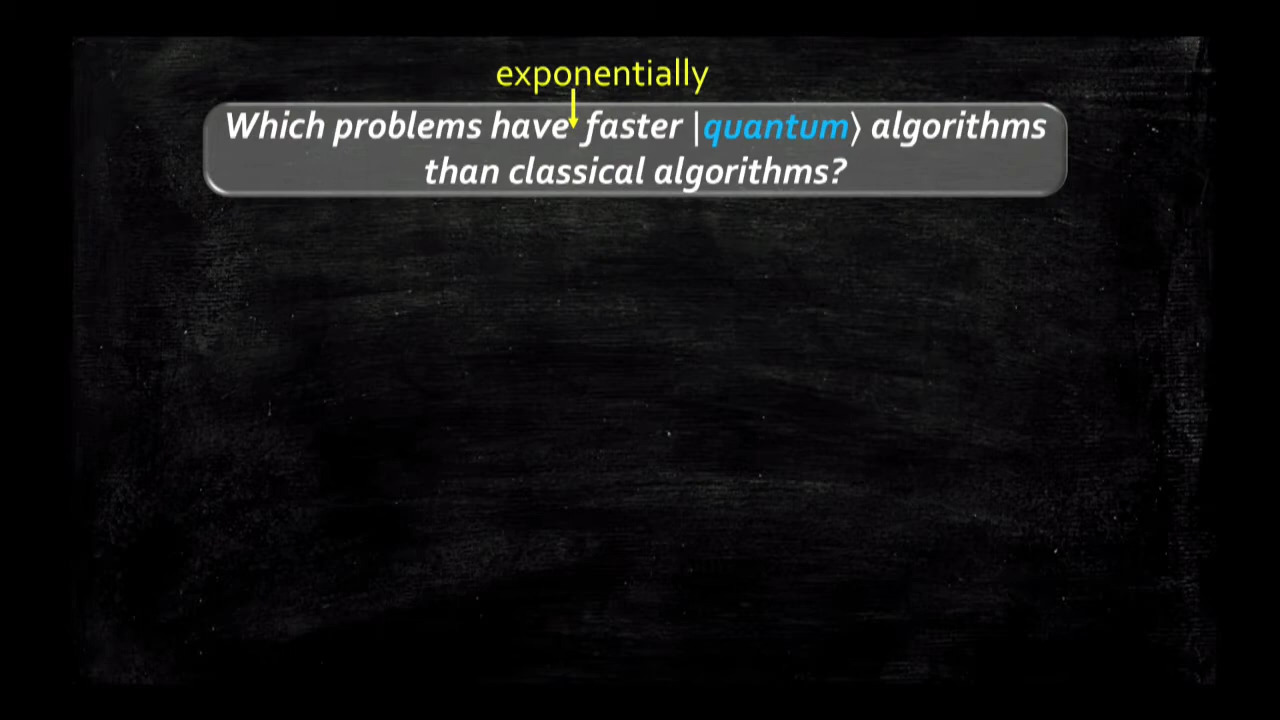 exponentially
Which problems have faster |quantum⟩ algorithms
than classical algorithms?